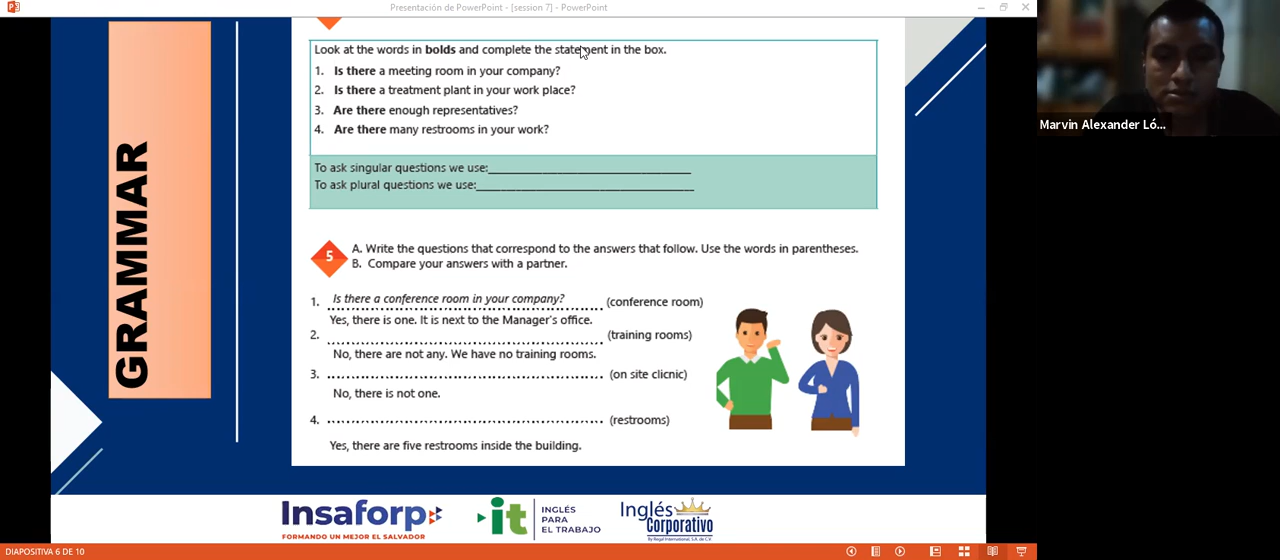 Presentación de PowerPoint - [session 7] - PowerPoint
Look at the words in bolds and complete the statement in the box.
1. Is there a meeting room in your company?
2. Is there a treatment plant in your work place?
3. Are there enough representatives?
4. Are there many restrooms in your work?
To ask singular questions we use:
To ask plural questions we use:
GRAMMAR
5
A. Write the questions that correspond to the answers that follow. Use the words in parentheses.
B. Compare your answers with a partner.
1. Is there a conference room in your company? (conference room)
Yes, there is one. It is next to the Manager's office.
2. (training rooms)
No, there are not any. We have no training rooms.
3. (on site clicnic)
No, there is not one.
4. (restrooms)
Yes, there are five restrooms inside the building.
Insaforp
FORMANDO UN MEJOR EL SALVADOR
it
INGLÉS
PARA
EL TRABAJO
Inglés
Corporativo
By Regal International, S.A. de C.V.
DIAPOSITIVA 6 DE 10
Marvin Alexander Ló...